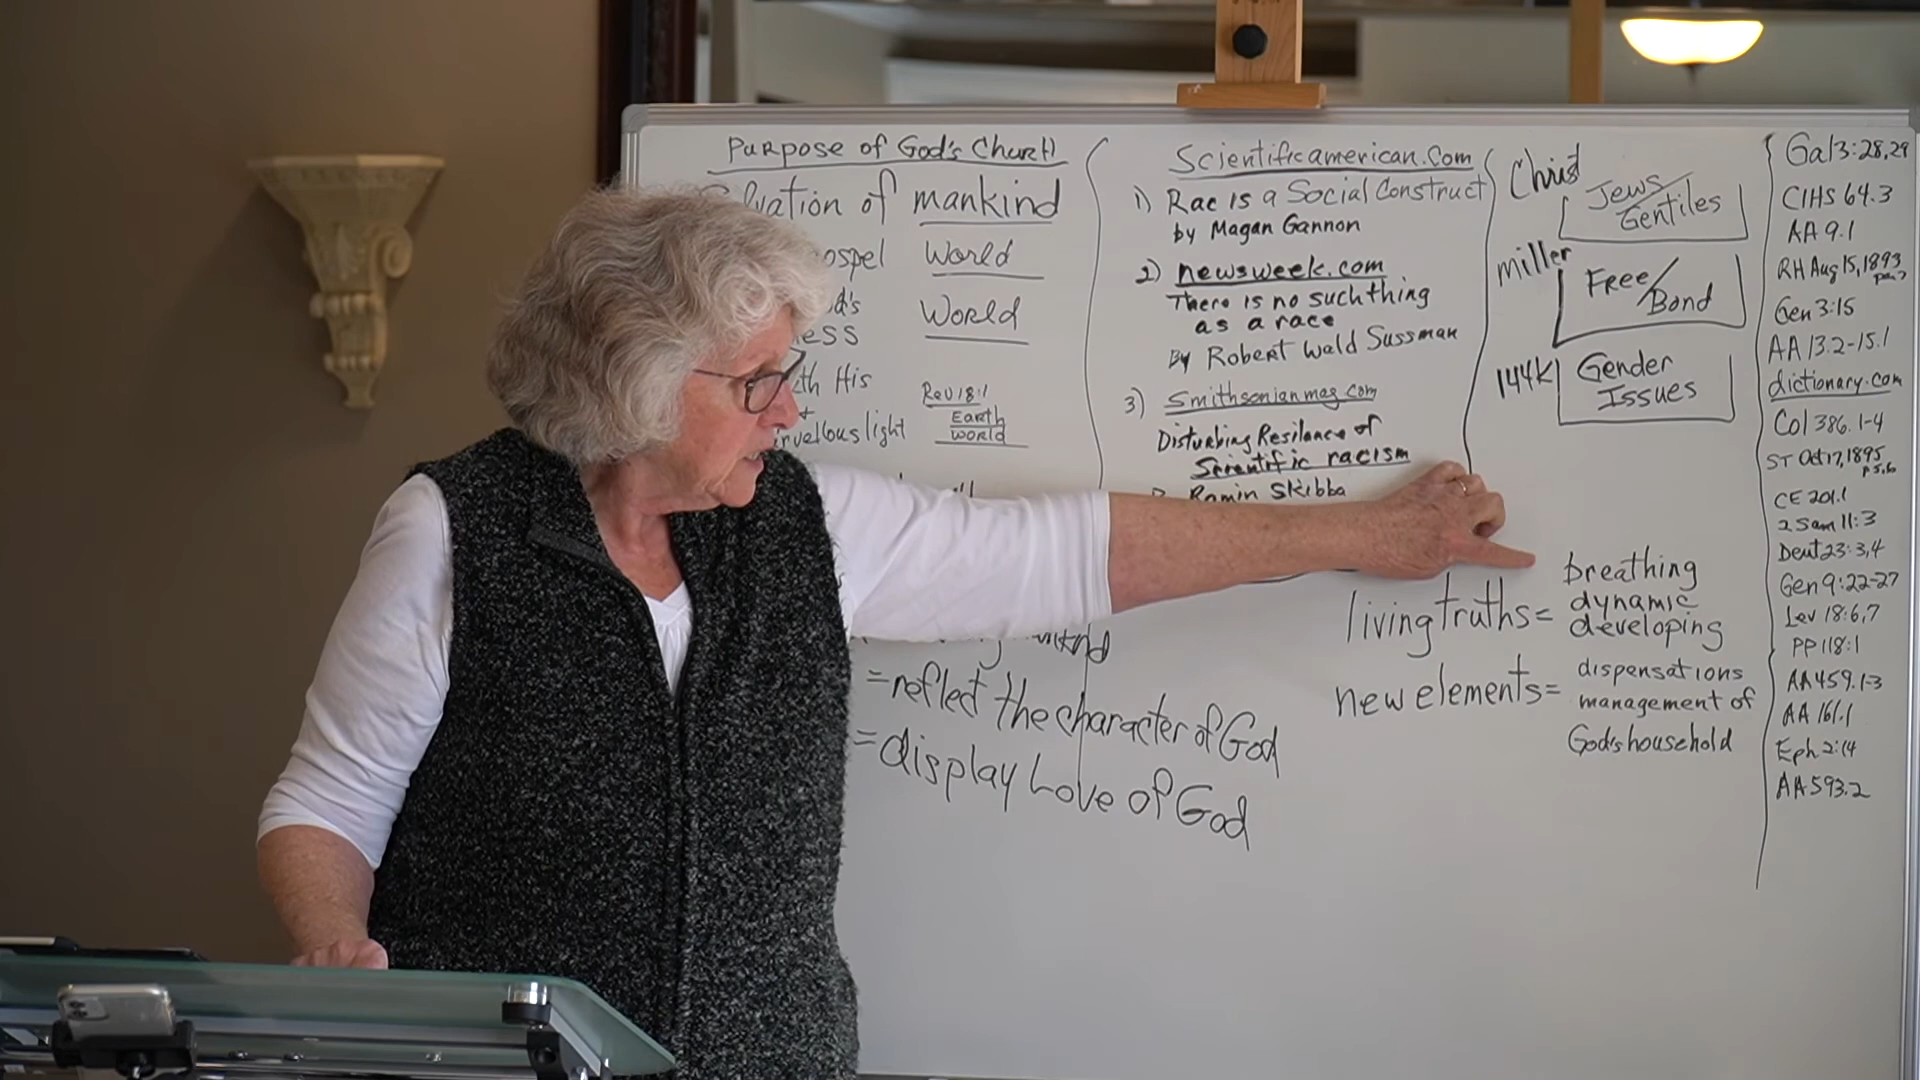 Purpose of God's Church
vation of mankind
ospel World
d's
ess World
th His
Rev 18:1
Earth
World
rvellous light
= reflect the character of God
= display Love of God
Scientificamerican.com
1) Rac is a Social Construct
by Magan Gannon
2) newsweek.com
There is no such thing
as a race
By Robert Wald Sussman
3) Smithsonianmag.com
Disturbing Resilance of
Scientific racism
Ramin Skibba
Christ
Jews/
Gentiles
miller
Free/
Bond
144K
Gender
Issues
living truths =
breathing
dynamic
developing
new elements =
dispensations
management of
God's household
Gal 3:28,29
CIHS 64.3
AA 9.1
RH Aug 15, 1893
Gen 3:15
AA 13.2-15.1
dictionary.com
Col 386.1-4
ST Oct 17, 1895
p 5,6
CE 201.1
2 Sam 11:3
Deut 23:3,4
Gen 9:22-27
Lev 18:6,7
PP 118:1
AA 459.1-3
AA 161.1
Eph 2:14
AA 593.2